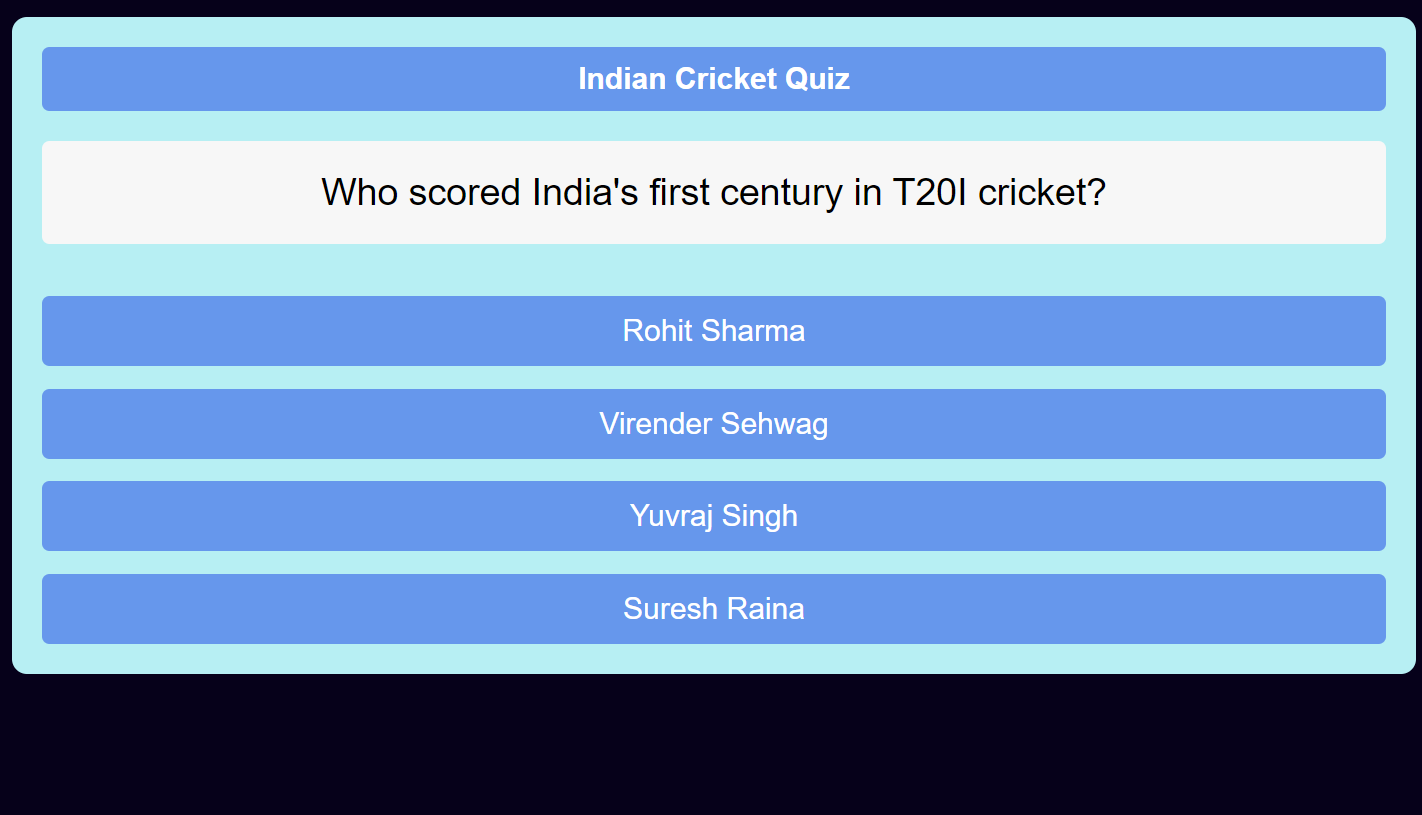 Indian Cricket Quiz
Who scored India's first century in T20I cricket?
Rohit Sharma
Virender Sehwag
Yuvraj Singh
Suresh Raina